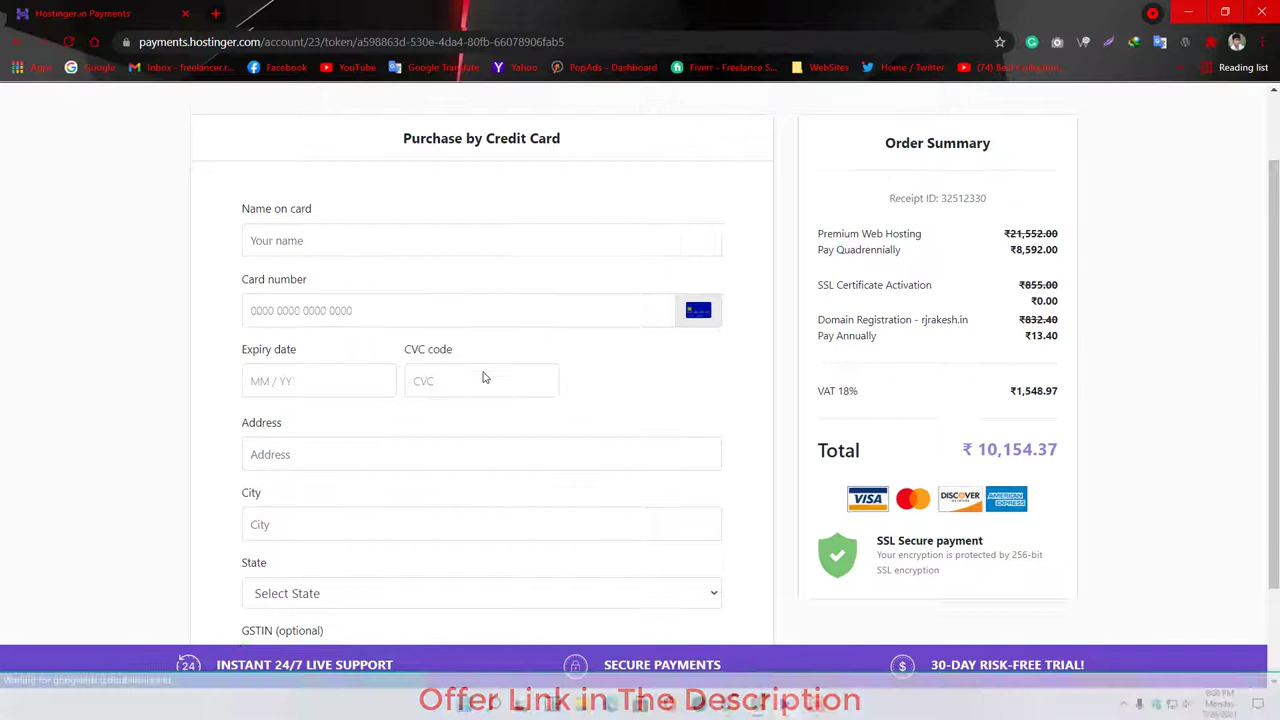 Hostinger.in Payments
payments.hostinger.com/account/23/token/a598863d-530e-4da4-80fb-66078906fab5
Apps
Google
Inbox - freelancer.r...
Facebook
YouTube
Google Translate
Yahoo
PopAds - Dashboard
Fiverr - Freelance S...
WebSites
Home / Twitter
Reading list
Purchase by Credit Card
Name on card
Your name
Card number
0000 0000 0000 0000
Expiry date
CVC code
MM / YY
CVC
Address
Address
City
City
State
Select State
GSTIN (optional)
Order Summary
Receipt ID: 32512330
Premium Web Hosting
₹21,552.00
Pay Quadrennially
₹8,592.00
SSL Certificate Activation
₹855.00
₹0.00
Domain Registration - rjrakesh.in
₹832.40
Pay Annually
₹13.40
VAT 18%
₹1,548.97
Total
₹ 10,154.37
VISA
DISCOVER
AMERICAN EXPRESS
SSL Secure payment
Your encryption is protected by 256-bit
SSL encryption
24
INSTANT 24/7 LIVE SUPPORT
SECURE PAYMENTS
$
30-DAY RISK-FREE TRIAL!
Offer Link in The Description
Monday